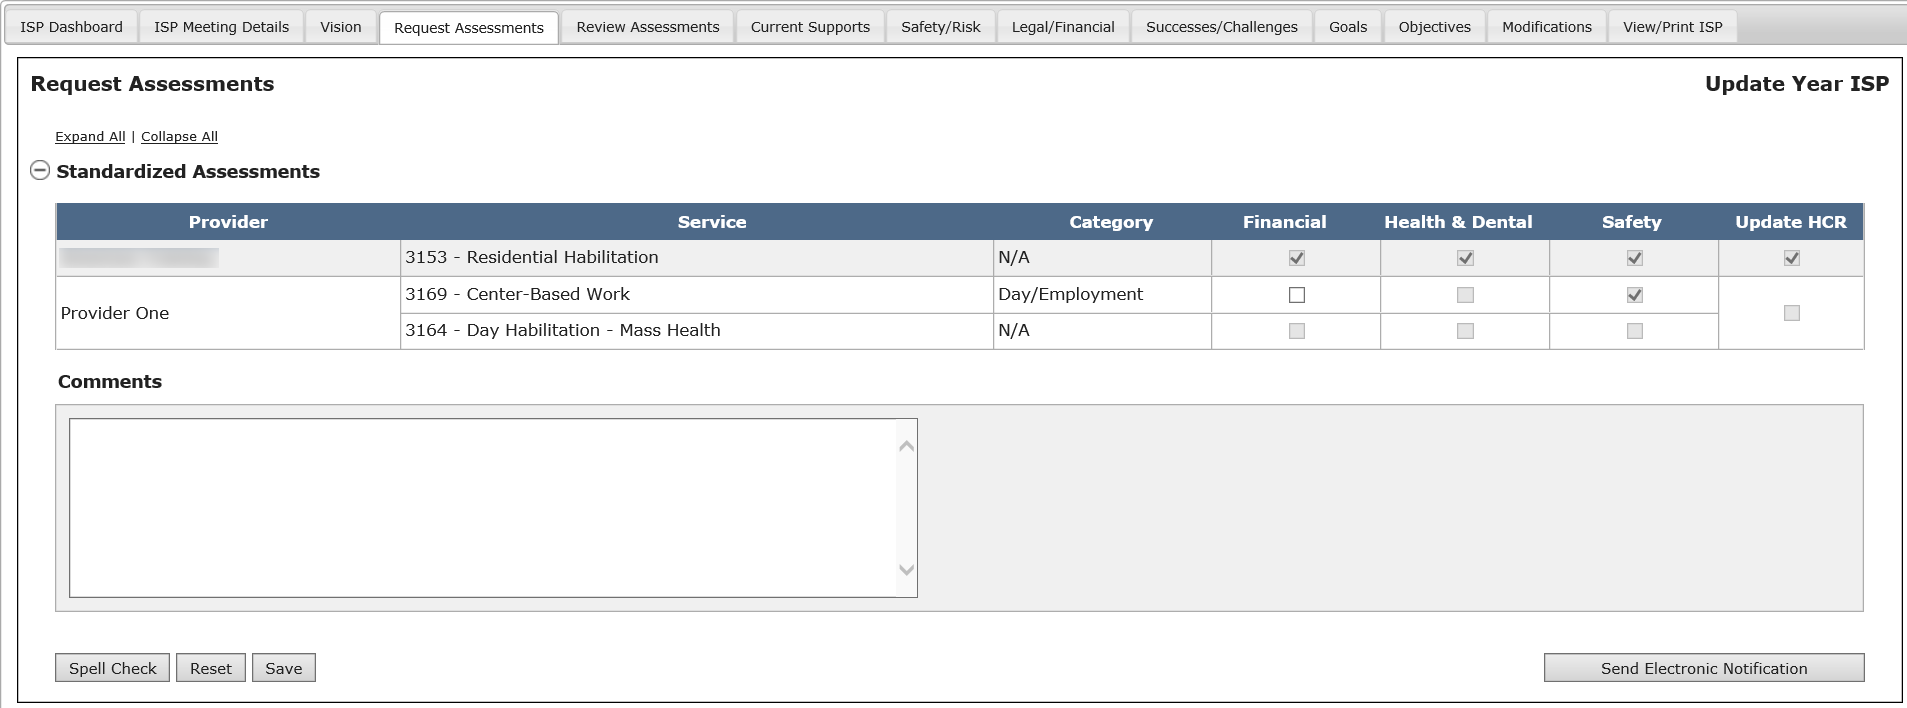 ISP Dashboard ISP Meeting Details Vision Request Assessments Review Assessments Current Supports Safety/Risk Legal/Financial Successes/Challenges Goals Objectives Modifications View/Print ISP
Request Assessments Update Year ISP
Expand All | Collapse All
Standardized Assessments
Provider Service Category Financial Health & Dental Safety Update HCR
3153 - Residential Habilitation N/A
Provider One
3169 - Center-Based Work Day/Employment
3164 - Day Habilitation - Mass Health N/A
Comments
Spell Check Reset Save Send Electronic Notification